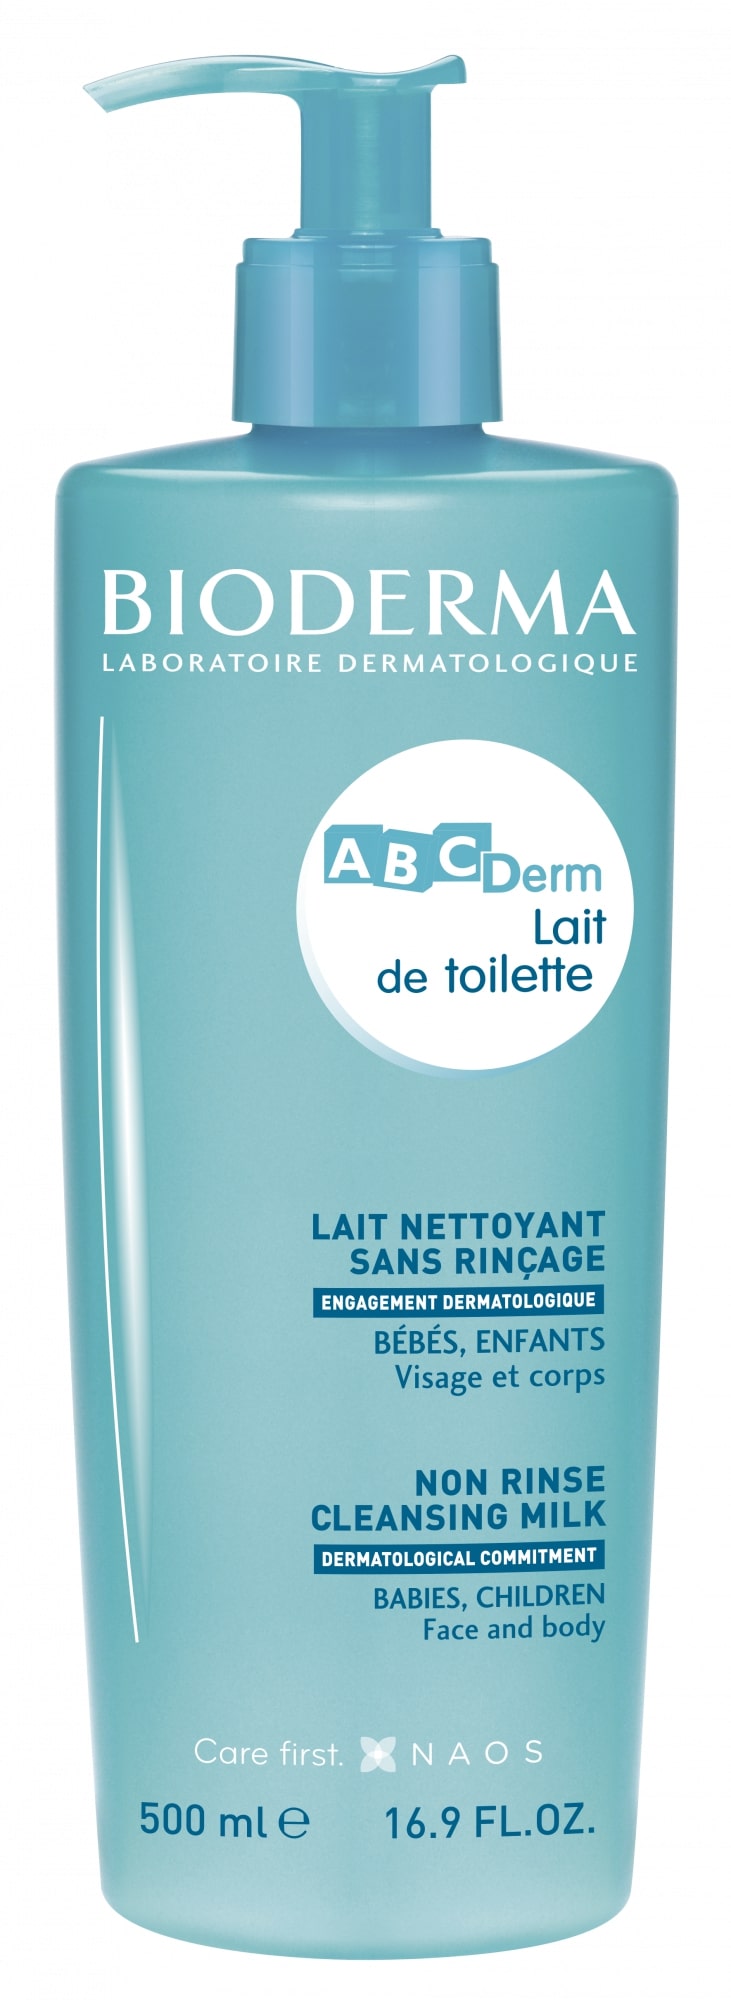 BIODERMA
LABORATOIRE DERMATOLOGIQUE
ABCDerm
Lait
de toilette
LAIT NETTOYANT
SANS RINÇAGE
ENGAGEMENT DERMATOLOGIQUE
BÉBÉS, ENFANTS
Visage et corps
NON RINSE
CLEANSING MILK
DERMATOLOGICAL COMMITMENT
BABIES, CHILDREN
Face and body
Care first. NAOS
500 ml ℮ 16.9 FL.OZ.